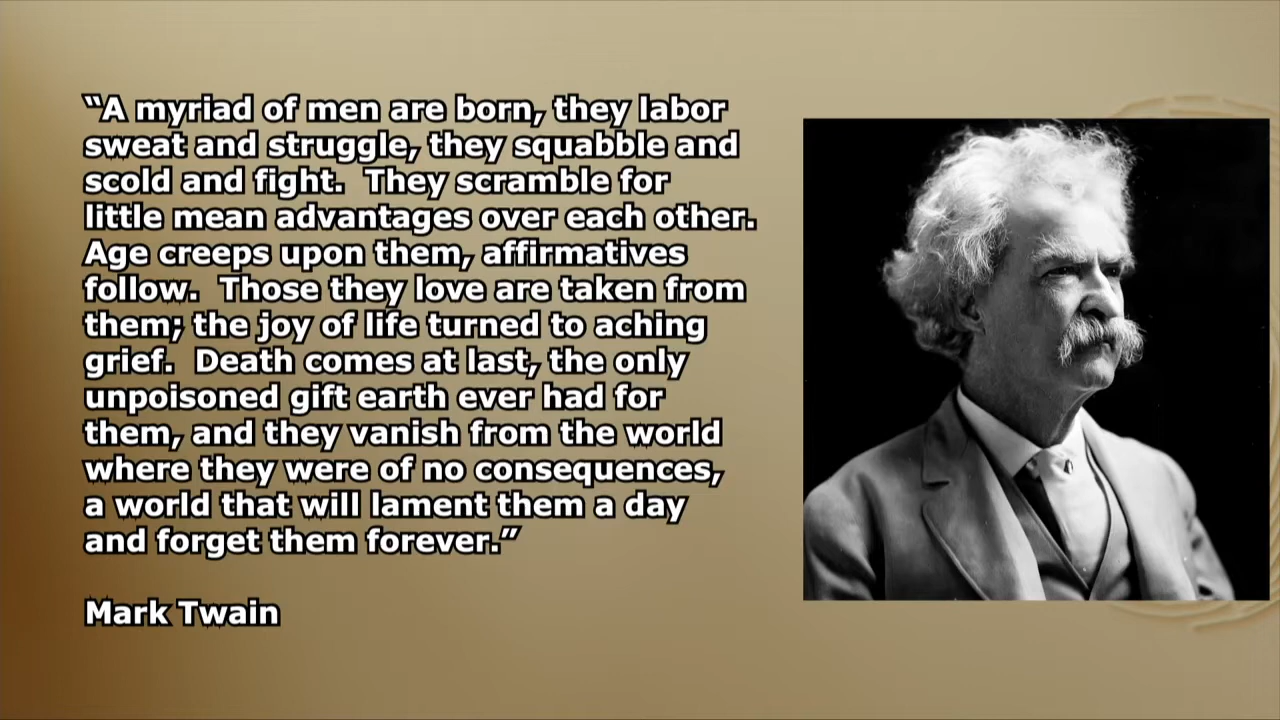 “A myriad of men are born, they labor
sweat and struggle, they squabble and
scold and fight.  They scramble for
little mean advantages over each other.
Age creeps upon them, affirmatives
follow.  Those they love are taken from
them; the joy of life turned to aching
grief.  Death comes at last, the only
unpoisoned gift earth ever had for
them, and they vanish from the world
where they were of no consequences,
a world that will lament them a day
and forget them forever.”
Mark Twain